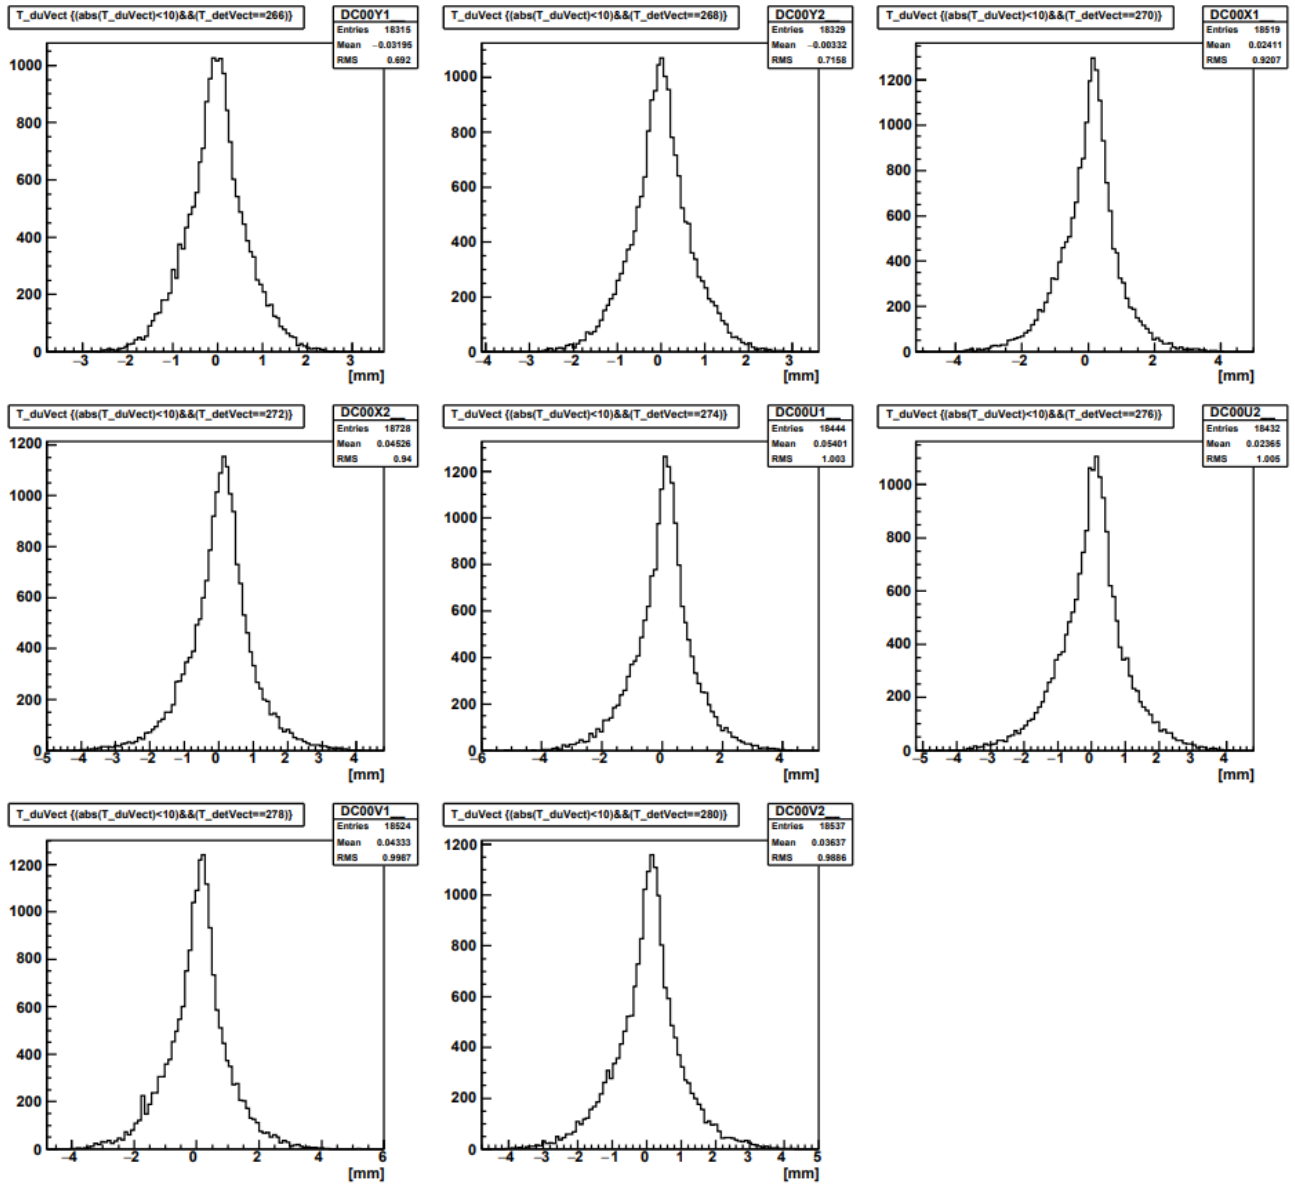 T_duVect {(abs(T_duVect)<10)&&(T_detVect==266)}
DC00Y1__
Entries 18315
Mean −0.03195
RMS 0.692
1000
800
600
400
200
0
−3 −2 −1 0 1 2 3
[mm]
T_duVect {(abs(T_duVect)<10)&&(T_detVect==268)}
DC00Y2__
Entries 18329
Mean −0.00332
RMS 0.7158
1000
800
600
400
200
0
−4 −3 −2 −1 0 1 2 3
[mm]
T_duVect {(abs(T_duVect)<10)&&(T_detVect==270)}
DC00X1__
Entries 18519
Mean 0.02411
RMS 0.9207
1200
1000
800
600
400
200
0
−4 −2 0 2 4
[mm]
T_duVect {(abs(T_duVect)<10)&&(T_detVect==272)}
DC00X2__
Entries 18728
Mean 0.04526
RMS 0.94
1200
1000
800
600
400
200
0
−5 −4 −3 −2 −1 0 1 2 3 4
[mm]
T_duVect {(abs(T_duVect)<10)&&(T_detVect==274)}
DC00U1__
Entries 18444
Mean 0.05401
RMS 1.003
1200
1000
800
600
400
200
0
−6 −4 −2 0 2 4
[mm]
T_duVect {(abs(T_duVect)<10)&&(T_detVect==276)}
DC00U2__
Entries 18432
Mean 0.02365
RMS 1.005
1000
800
600
400
200
0
−5 −4 −3 −2 −1 0 1 2 3 4
[mm]
T_duVect {(abs(T_duVect)<10)&&(T_detVect==278)}
DC00V1__
Entries 18524
Mean 0.04333
RMS 0.9987
1200
1000
800
600
400
200
0
−4 −2 0 2 4 6
[mm]
T_duVect {(abs(T_duVect)<10)&&(T_detVect==280)}
DC00V2__
Entries 18537
Mean 0.03637
RMS 0.9886
1200
1000
800
600
400
200
0
−4 −3 −2 −1 0 1 2 3 4 5
[mm]